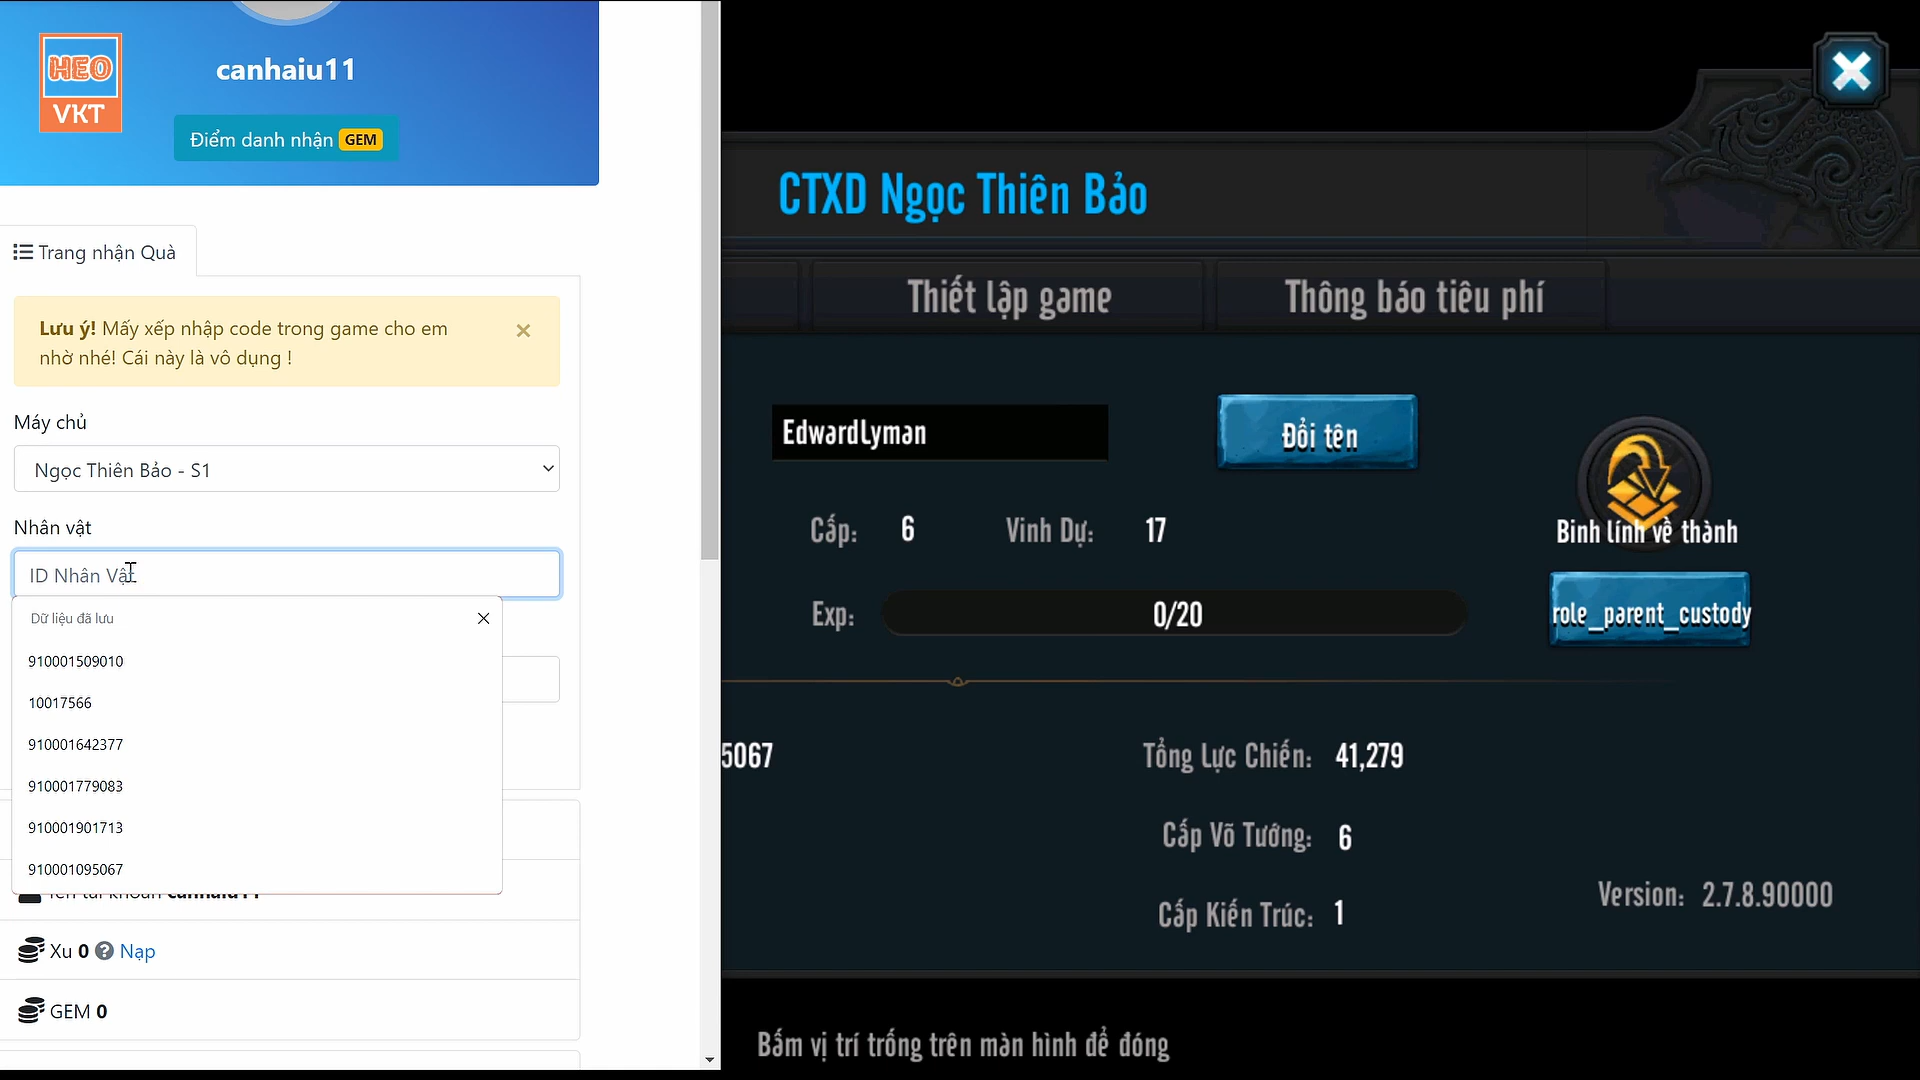 HEO
VKT
canhaiu11
Điểm danh nhận GEM
Trang nhận Quà
Lưu ý! Mấy xếp nhập code trong game cho em
nhờ nhé! Cái này là vô dụng !
Máy chủ
Ngọc Thiên Bảo - S1
Nhân vật
ID Nhân Vật
Dữ liệu đã lưu
910001509010
10017566
910001642377
910001779083
910001901713
910001095067
Tên tài khoản canhaiu11
Xu 0 Nạp
GEM 0
CTXD Ngọc Thiên Bảo
Thiết lập game
Thông báo tiêu phí
EdwardLyman
Đổi tên
Cấp: 6
Vinh Dự: 17
Binh lính về thành
Exp: 0/20
role_parent_custody
5067
Tổng Lực Chiến: 41,279
Cấp Võ Tướng: 6
Cấp Kiến Trúc: 1
Version: 2.7.8.90000
Bấm vị trí trống trên màn hình để đóng